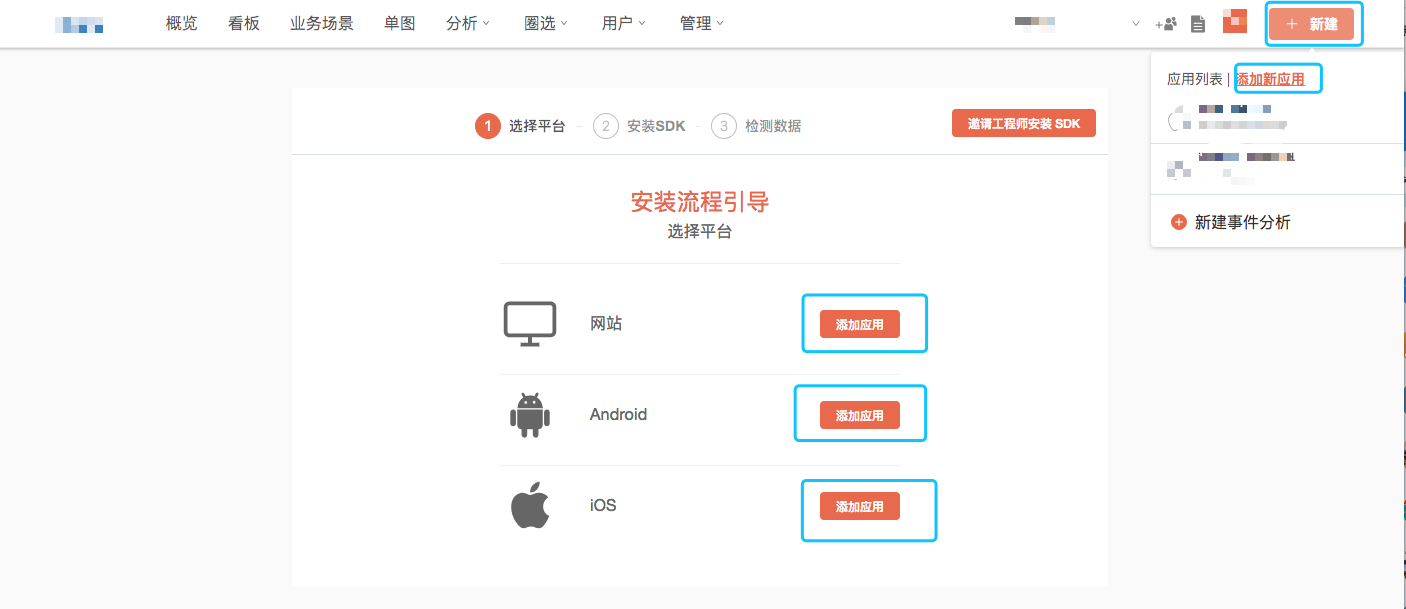 概览 看板 业务场景 单图 分析 圈选 用户 管理 + 新建
应用列表 | 添加新应用
1 选择平台 2 安装SDK 3 检测数据 邀请工程师安装 SDK
安装流程引导
选择平台
新建事件分析
网站 添加应用
Android 添加应用
iOS 添加应用